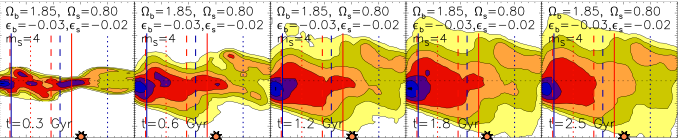 Ω_b=1.85, Ω_s=0.80
ϵ_b=-0.03,ϵ_s=-0.02
m_s=4
t=0.3 Gyr
Ω_b=1.85, Ω_s=0.80
ϵ_b=-0.03,ϵ_s=-0.02
m_s=4
t=0.6 Gyr
Ω_b=1.85, Ω_s=0.80
ϵ_b=-0.03,ϵ_s=-0.02
m_s=4
t=1.2 Gyr
Ω_b=1.85, Ω_s=0.80
ϵ_b=-0.03,ϵ_s=-0.02
m_s=4
t=1.8 Gyr
Ω_b=1.85, Ω_s=0.80
ϵ_b=-0.03,ϵ_s=-0.02
m_s=4
t=2.5 Gyr